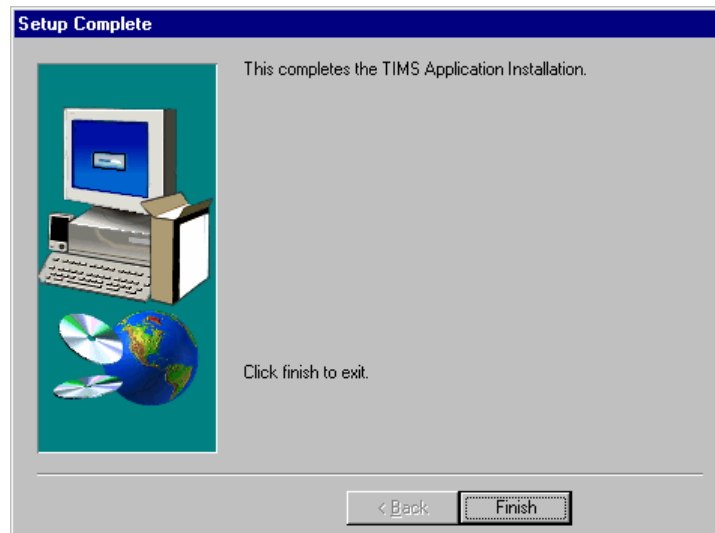 Setup Complete
This completes the TIMS Application Installation.
Click finish to exit.
< Back
Finish